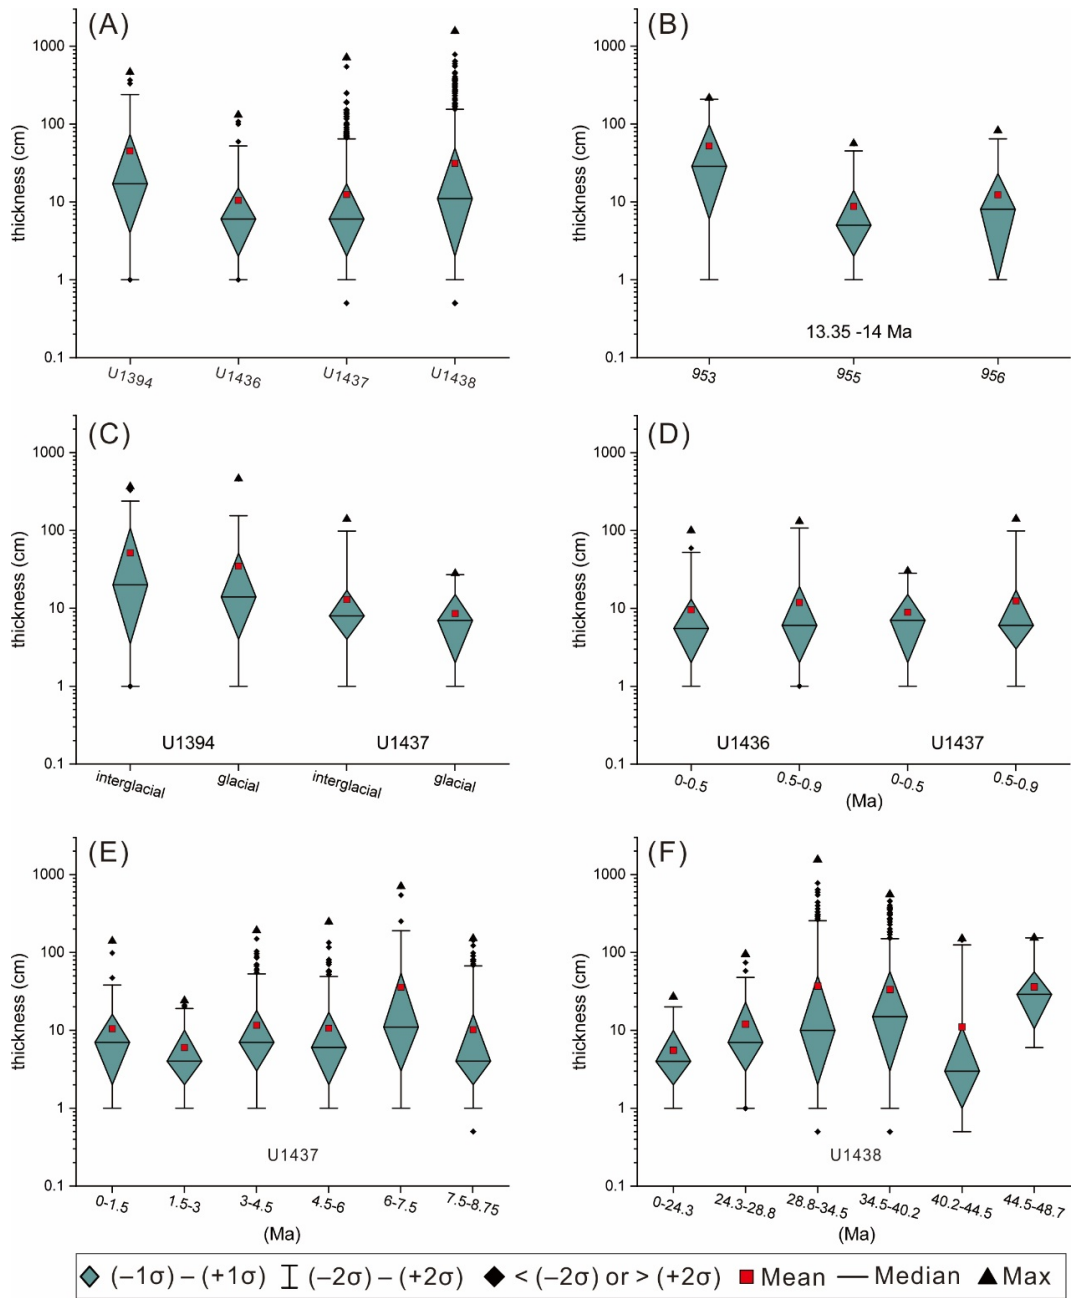 (A)
thickness (cm)
1000
100
10
1
0.1
U1394 U1436 U1437 U1438
(B)
thickness (cm)
1000
100
10
1
0.1
13.35 -14 Ma
953 955 956
(C)
thickness (cm)
1000
100
10
1
0.1
U1394 U1437
interglacial glacial interglacial glacial
(D)
thickness (cm)
1000
100
10
1
0.1
U1436 U1437
0-0.5 0.5-0.9 0-0.5 0.5-0.9
(Ma)
(E)
thickness (cm)
1000
100
10
1
0.1
U1437
0-1.5 1.5-3 3-4.5 4.5-6 6-7.5 7.5-8.75
(Ma)
(F)
thickness (cm)
1000
100
10
1
0.1
U1438
0-24.3 24.3-28.8 28.8-34.5 34.5-40.2 40.2-44.5 44.5-48.7
(Ma)
(–1σ) – (+1σ) (–2σ) – (+2σ) < (–2σ) or > (+2σ) Mean Median Max